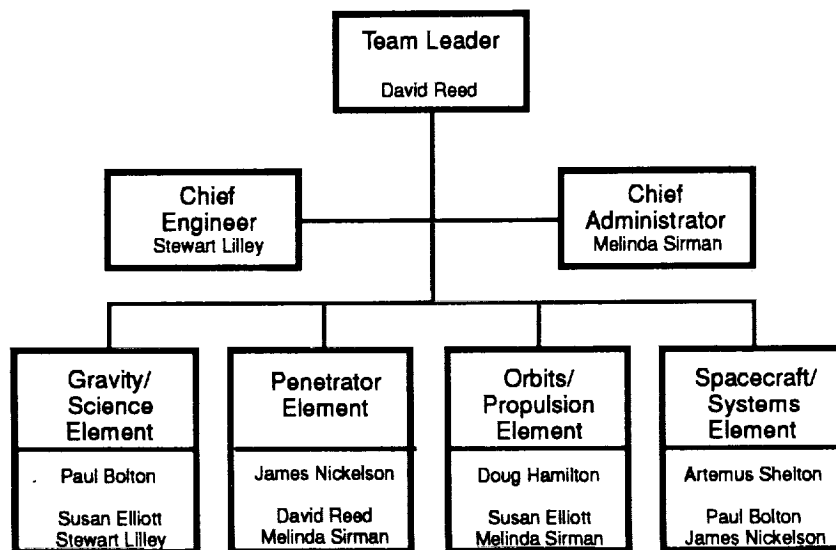 Team Leader
David Reed
Chief
Engineer
Stewart Lilley
Chief
Administrator
Melinda Sirman
Gravity/
Science
Element
Paul Bolton
Susan Elliott
Stewart Lilley
Penetrator
Element
James Nickelson
David Reed
Melinda Sirman
Orbits/
Propulsion
Element
Doug Hamilton
Susan Elliott
Melinda Sirman
Spacecraft/
Systems
Element
Artemus Shelton
Paul Bolton
James Nickelson